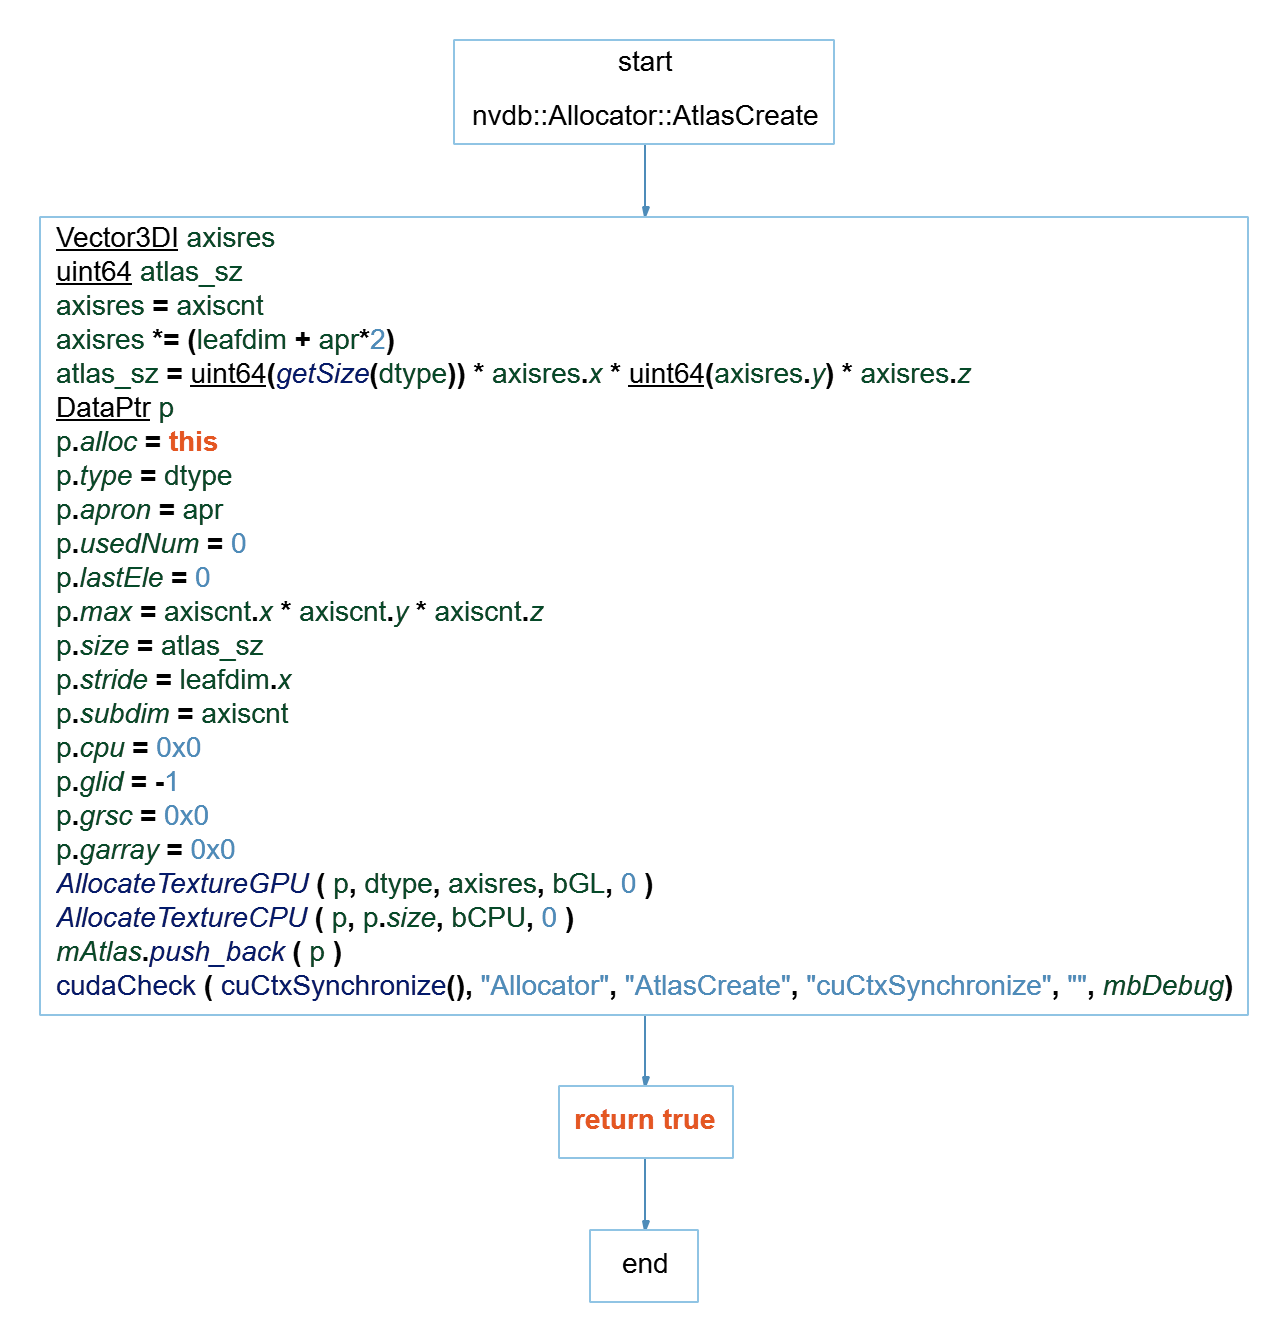 start
nvdb::Allocator::AtlasCreate
Vector3DI axisres
uint64 atlas_sz
axisres = axiscnt
axisres *= (leafdim + apr*2)
atlas_sz = uint64(getSize(dtype)) * axisres.x * uint64(axisres.y) * axisres.z
DataPtr p
p.alloc = this
p.type = dtype
p.apron = apr
p.usedNum = 0
p.lastEle = 0
p.max = axiscnt.x * axiscnt.y * axiscnt.z
p.size = atlas_sz
p.stride = leafdim.x
p.subdim = axiscnt
p.cpu = 0x0
p.glid = -1
p.grsc = 0x0
p.garray = 0x0
AllocateTextureGPU ( p, dtype, axisres, bGL, 0 )
AllocateTextureCPU ( p, p.size, bCPU, 0 )
mAtlas.push_back ( p )
cudaCheck ( cuCtxSynchronize(), "Allocator", "AtlasCreate", "cuCtxSynchronize", "", mbDebug)
return true
end